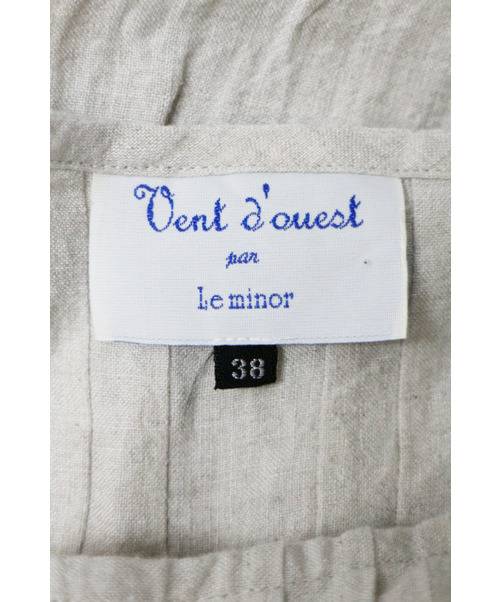 Vent d'ouest
par
Le minor
38